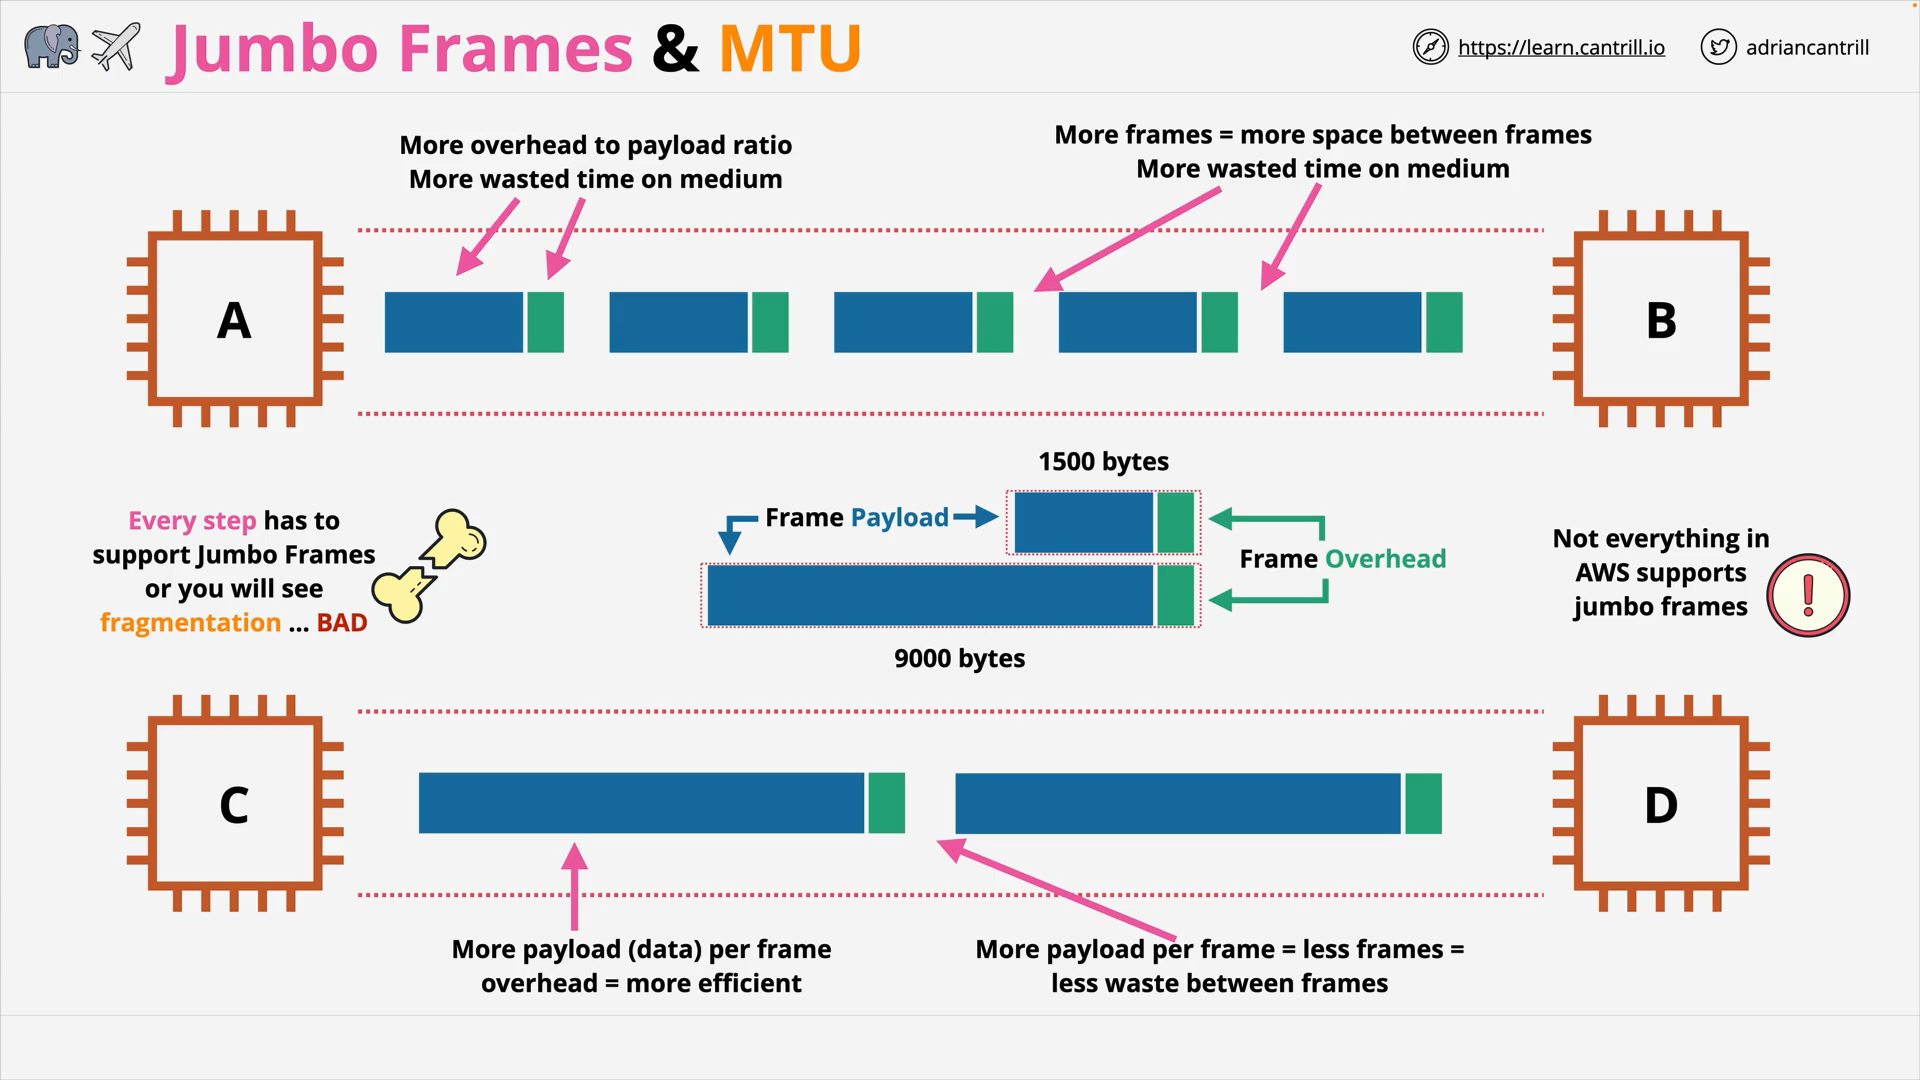 Jumbo Frames & MTU
https://learn.cantrill.io
adriancantrill
More overhead to payload ratio
More wasted time on medium
More frames = more space between frames
More wasted time on medium
A
B
1500 bytes
Every step has to
support Jumbo Frames
or you will see
fragmentation ... BAD
Frame Payload
Frame Overhead
Not everything in
AWS supports
jumbo frames
9000 bytes
C
D
More payload (data) per frame
overhead = more efficient
More payload per frame = less frames =
less waste between frames